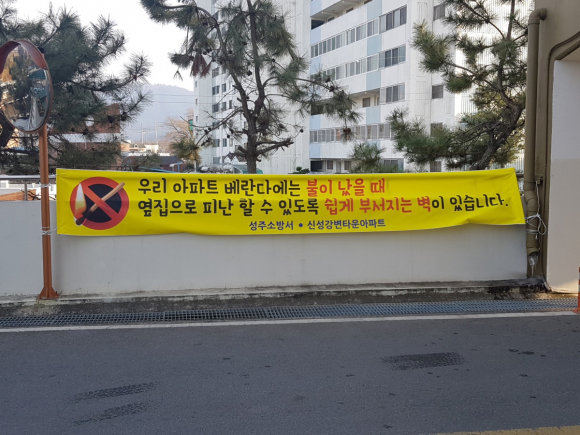 우리 아파트 베란다에는 불이 났을 때
옆집으로 피난 할 수 있도록 쉽게 부서지는 벽이 있습니다.
성주소방서 • 신성강변타운아파트